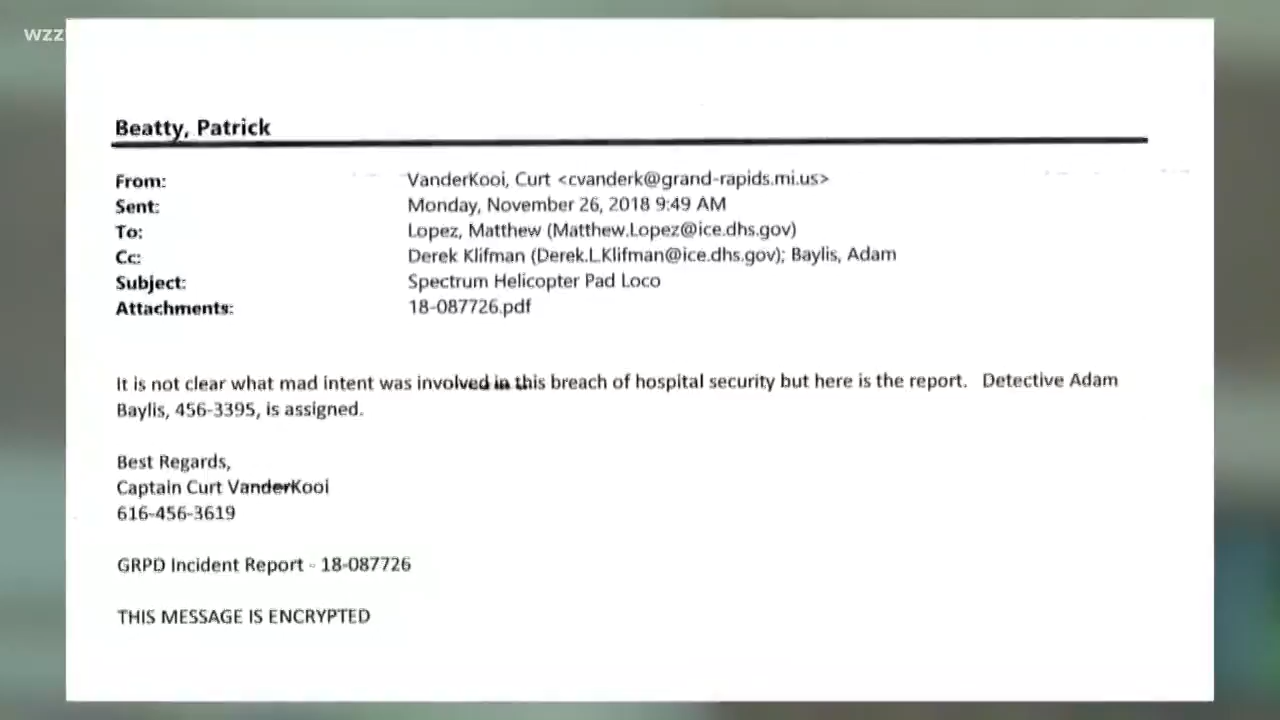 wzz
Beatty, Patrick
From: VanderKooi, Curt <cvanderk@grand-rapids.mi.us>
Sent: Monday, November 26, 2018 9:49 AM
To: Lopez, Matthew (Matthew.Lopez@ice.dhs.gov)
Cc: Derek Klifman (Derek.L.Klifman@ice.dhs.gov); Baylis, Adam
Subject: Spectrum Helicopter Pad Loco
Attachments: 18-087726.pdf
It is not clear what mad intent was involved in this breach of hospital security but here is the report. Detective Adam
Baylis, 456-3395, is assigned.
Best Regards,
Captain Curt VanderKooi
616-456-3619
GRPD Incident Report - 18-087726
THIS MESSAGE IS ENCRYPTED